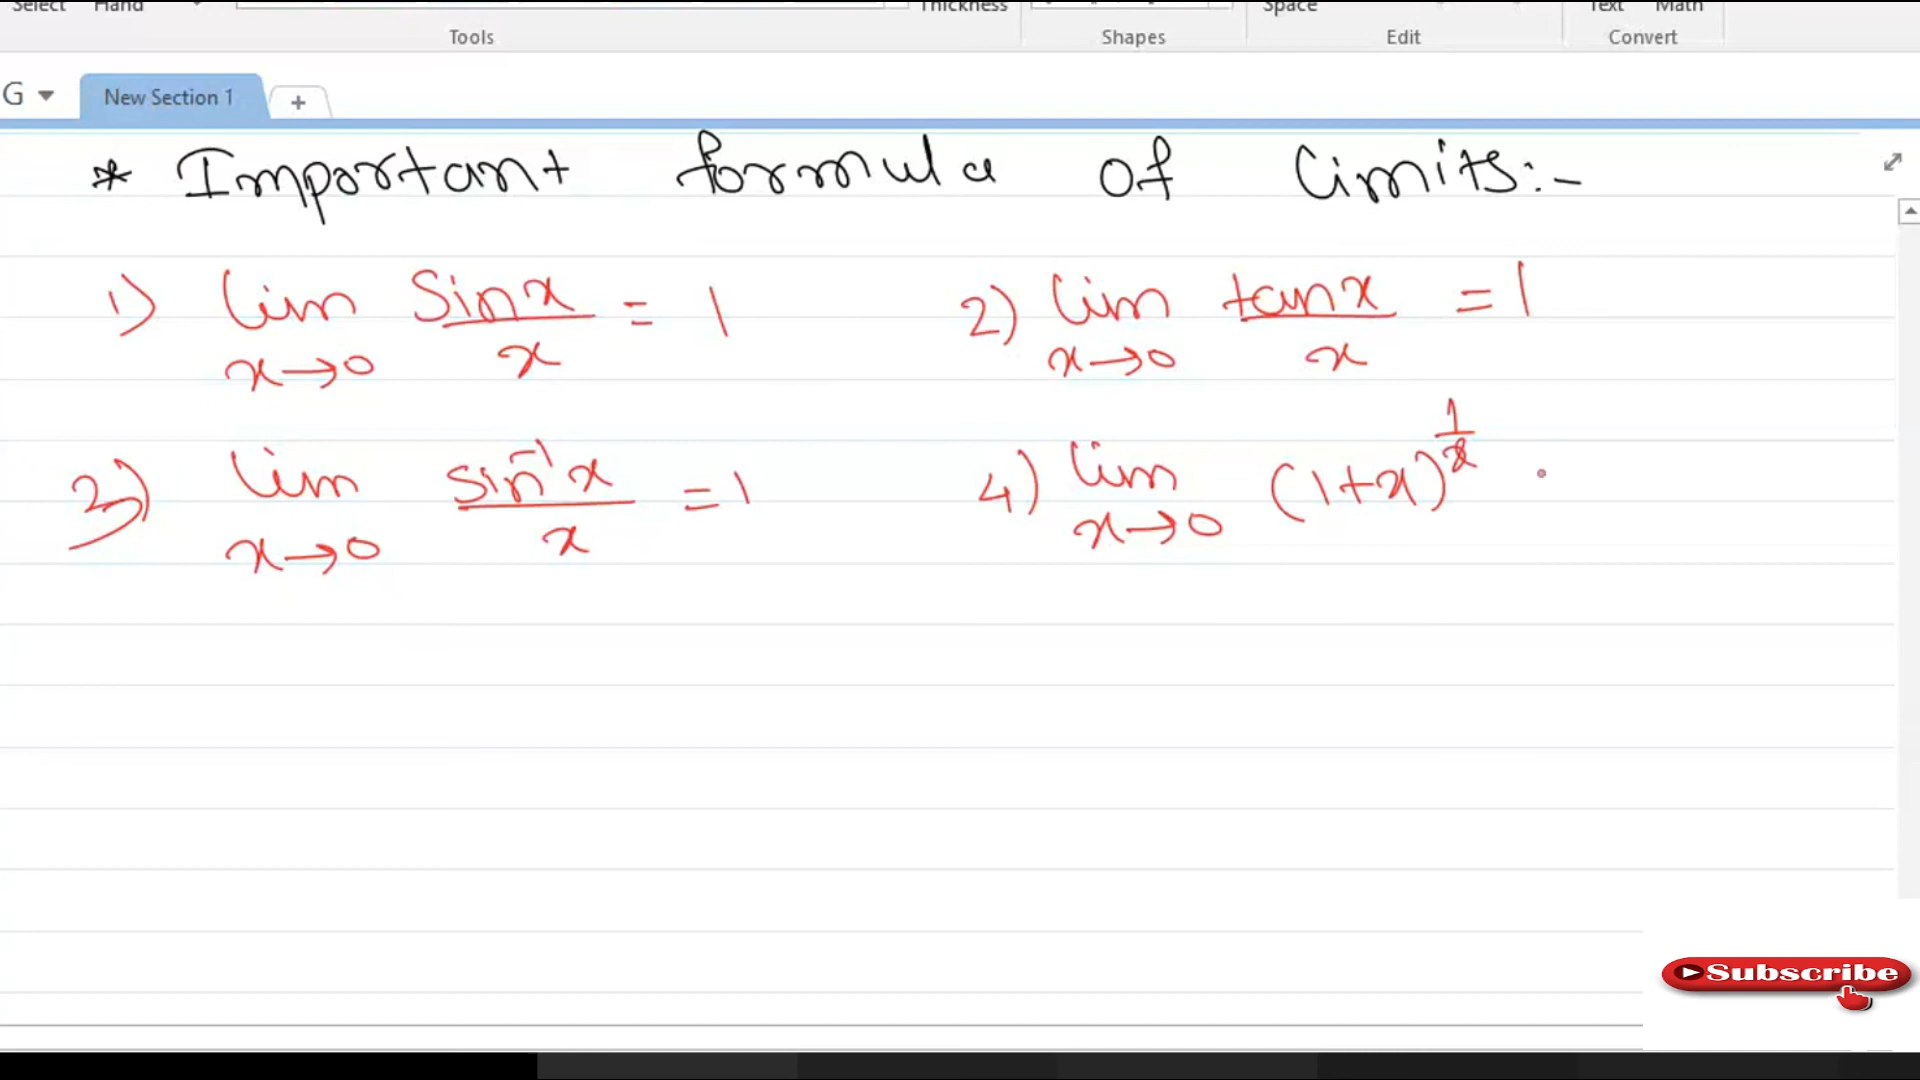 Select Hand Thickness Space Text Math
Tools Shapes Edit Convert
G New Section 1 +
* Important formula of limits:-
1) lim x→0 sinx/x = 1 2) lim x→0 tanx/x = 1
3) lim x→0 sin⁻¹x/x = 1 4) lim x→0 (1+x)^(1/x)
Subscribe